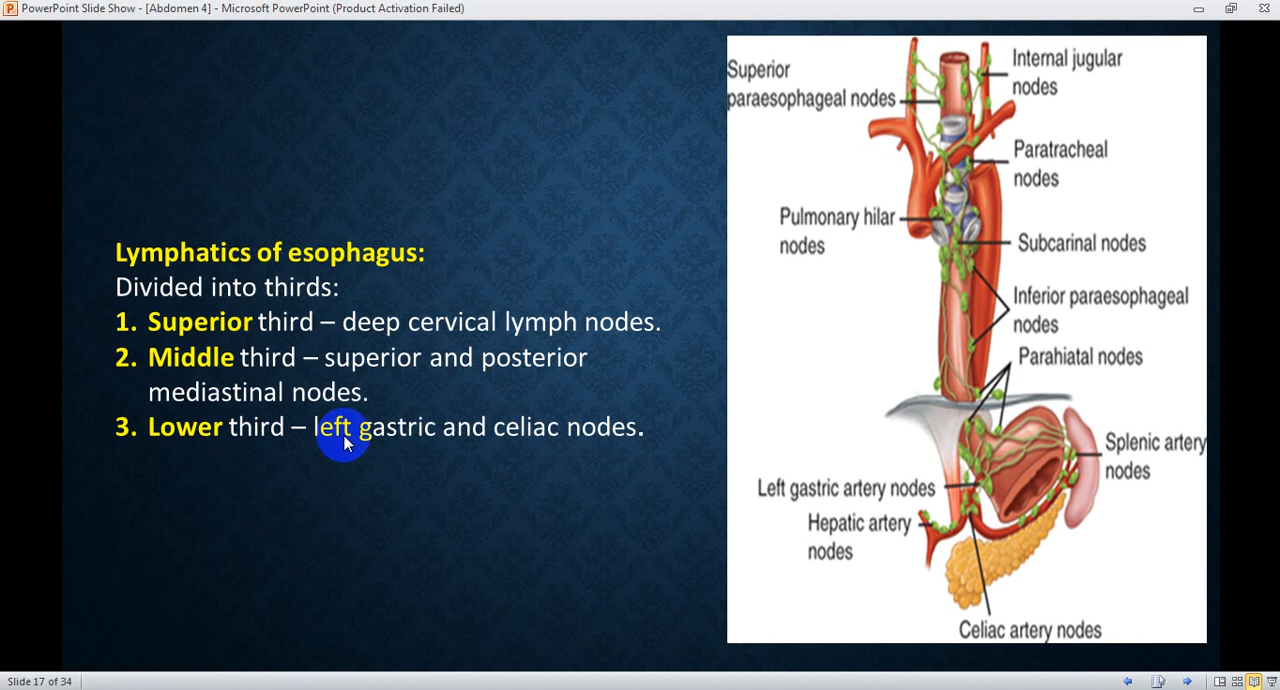 PowerPoint Slide Show - [Abdomen 4] - Microsoft PowerPoint (Product Activation Failed)
Lymphatics of esophagus:
Divided into thirds:
1. Superior third – deep cervical lymph nodes.
2. Middle third – superior and posterior
mediastinal nodes.
3. Lower third – left gastric and celiac nodes.
Superior
paraesophageal nodes
Internal jugular
nodes
Paratracheal
nodes
Pulmonary hilar
nodes
Subcarinal nodes
Inferior paraesophageal
nodes
Parahiatal nodes
Splenic artery
nodes
Left gastric artery nodes
Hepatic artery
nodes
Celiac artery nodes
Slide 17 of 34